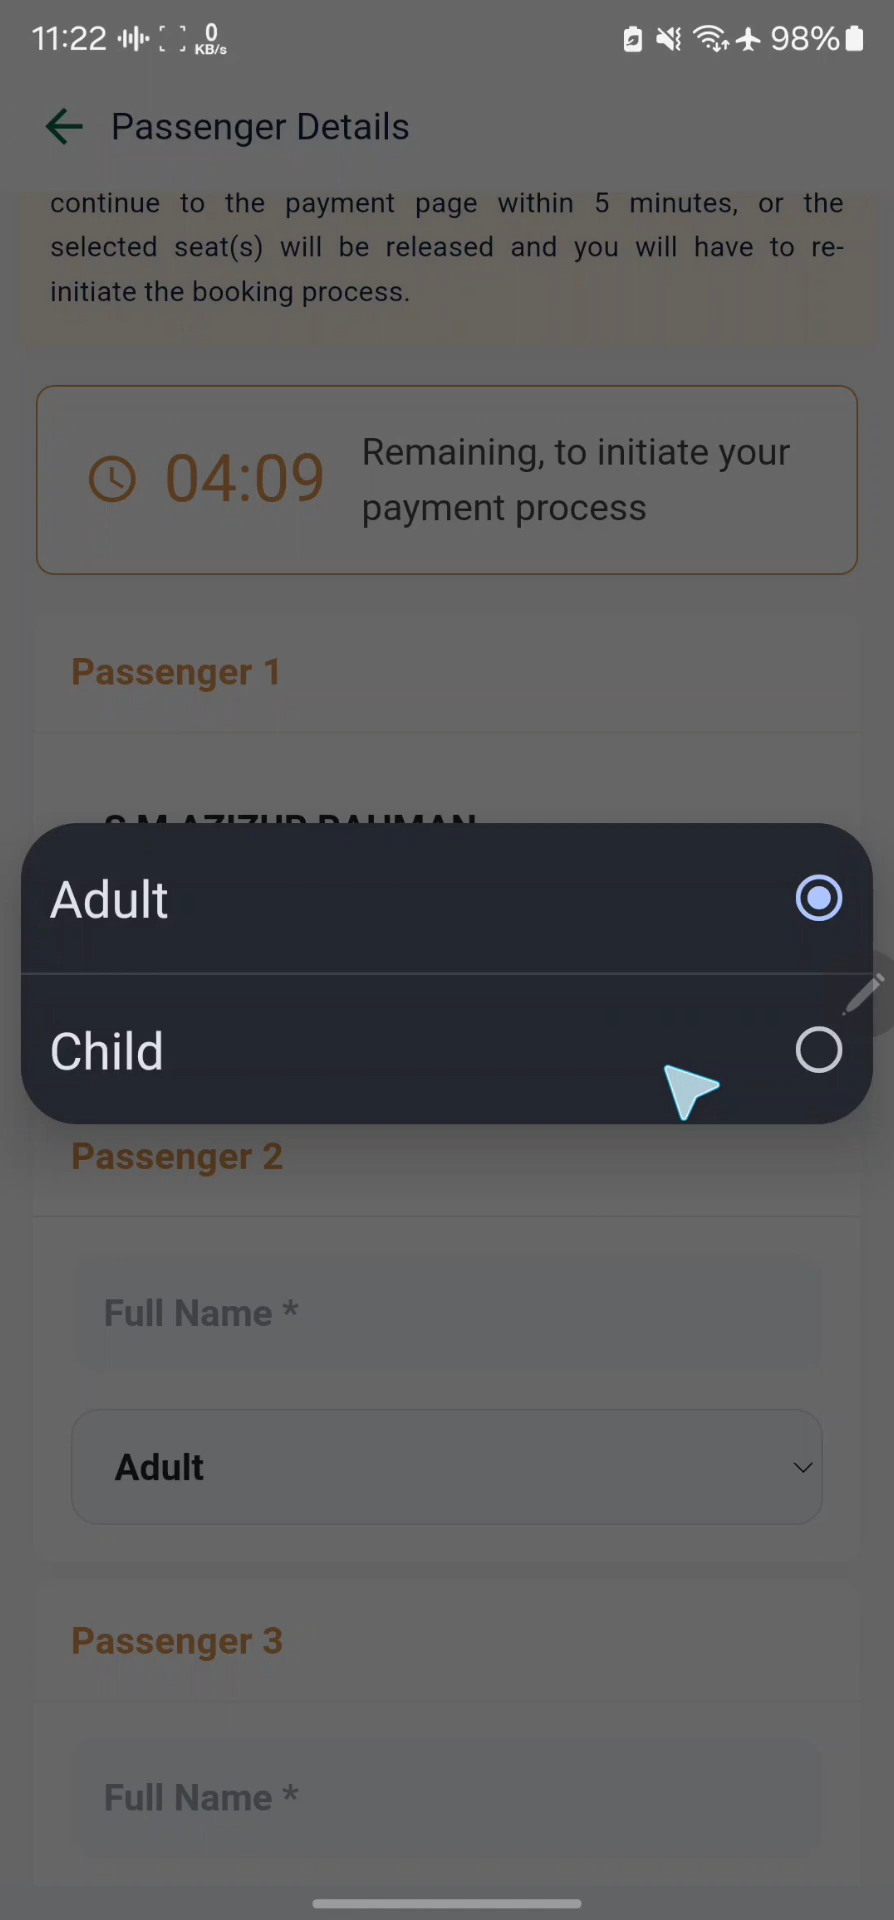 11:22
0
KB/s
98%
Passenger Details
continue to the payment page within 5 minutes, or the
selected seat(s) will be released and you will have to re-
initiate the booking process.
04:09
Remaining, to initiate your
payment process
Passenger 1
S M AZIZUR RAHMAN
Adult
Child
Passenger 2
Full Name *
Adult
Passenger 3
Full Name *